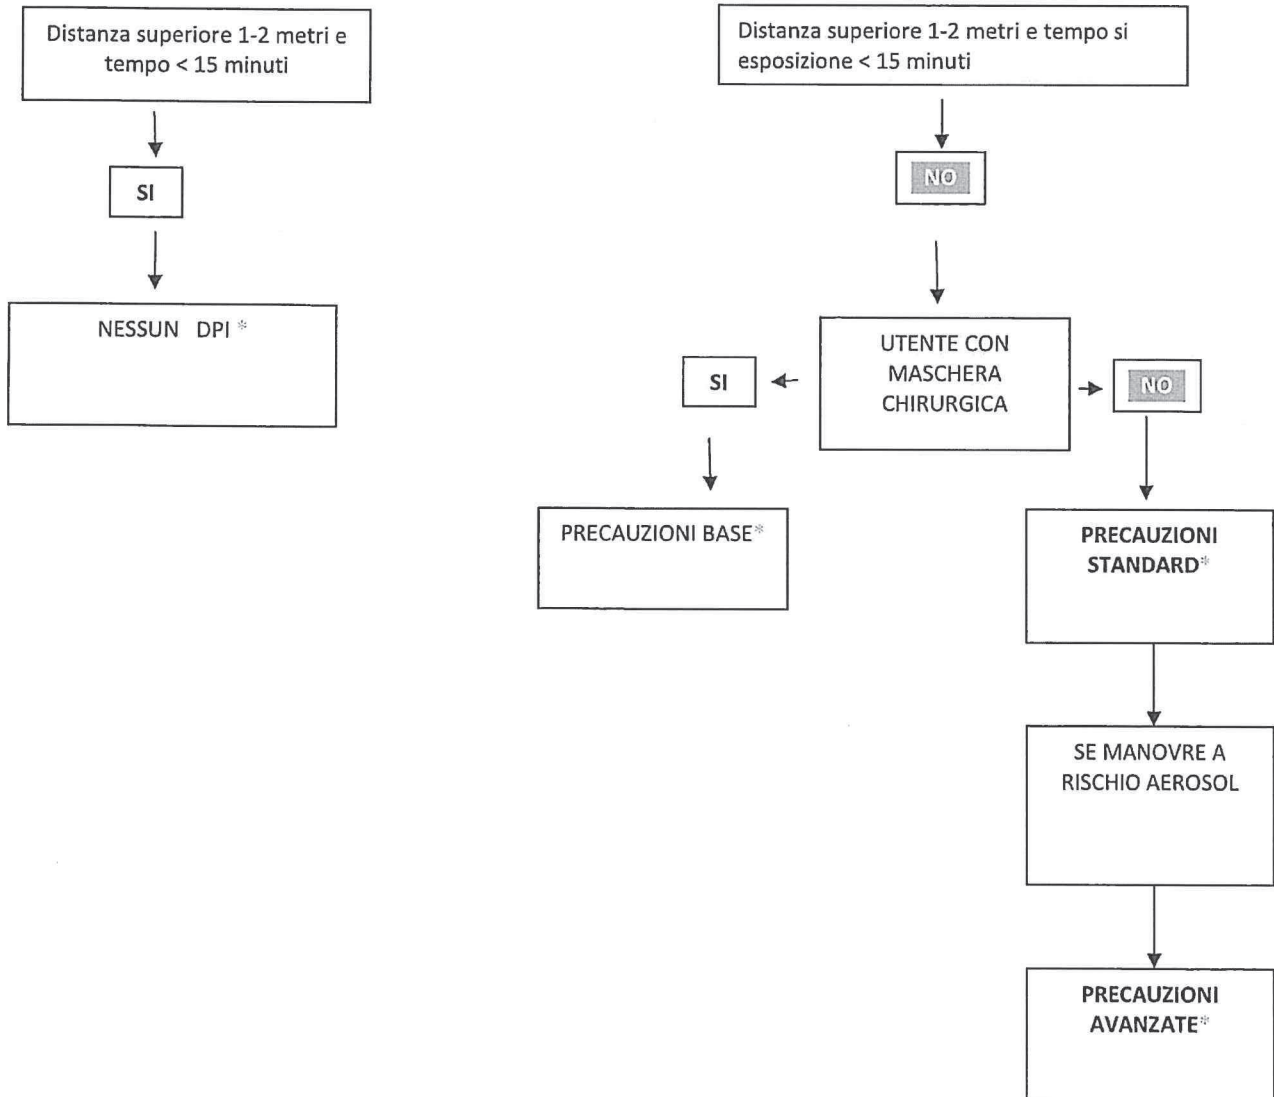 Distanza superiore 1-2 metri e
tempo < 15 minuti
SI
NESSUN DPI *
Distanza superiore 1-2 metri e tempo si
esposizione < 15 minuti
NO
UTENTE CON
MASCHERA
CHIRURGICA
SI
NO
PRECAUZIONI BASE*
PRECAUZIONI
STANDARD*
SE MANOVRE A
RISCHIO AEROSOL
PRECAUZIONI
AVANZATE*